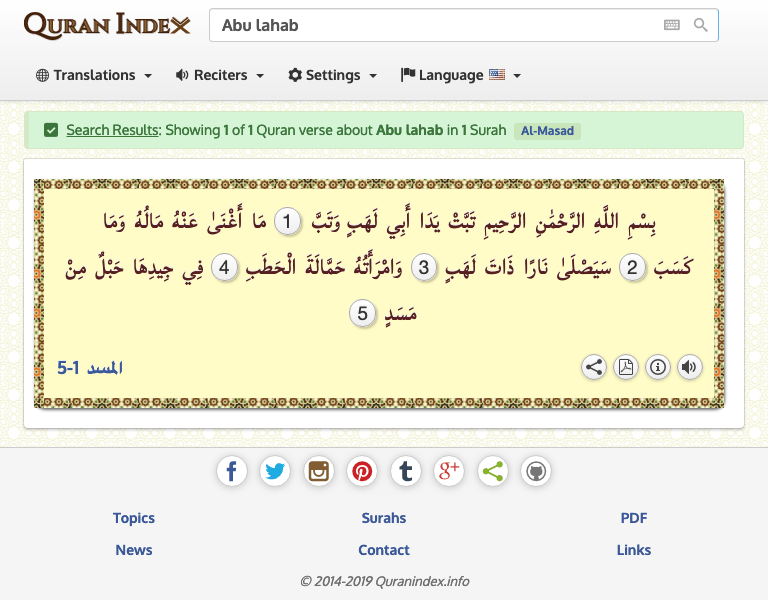 QURAN INDEX
Abu lahab
Translations Reciters Settings Language
Search Results: Showing 1 of 1 Quran verse about Abu lahab in 1 Surah Al-Masad
بِسْمِ اللَّهِ الرَّحْمَٰنِ الرَّحِيمِ تَبَّتْ يَدَا أَبِي لَهَبٍ وَتَبَّ 1 مَا أَغْنَىٰ عَنْهُ مَالُهُ وَمَا
كَسَبَ 2 سَيَصْلَىٰ نَارًا ذَاتَ لَهَبٍ 3 وَامْرَأَتُهُ حَمَّالَةَ الْحَطَبِ 4 فِي جِيدِهَا حَبْلٌ مِنْ
مَسَدٍ 5
المسد 1-5
Topics Surahs PDF
News Contact Links
© 2014-2019 Quranindex.info